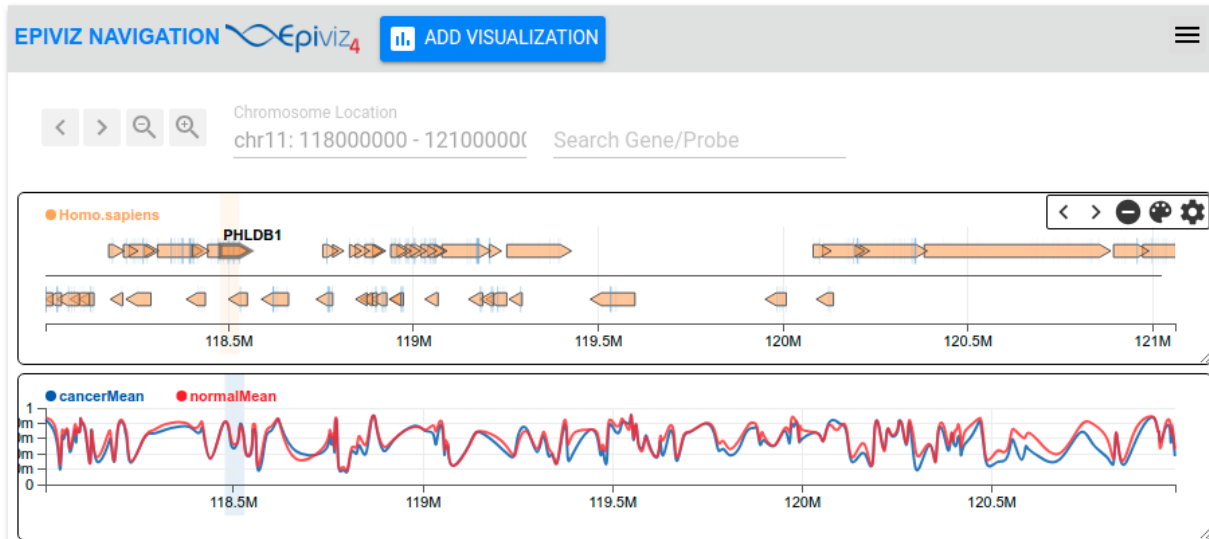 EPIVIZ NAVIGATION Epiviz4 ADD VISUALIZATION
Chromosome Location
chr11: 118000000 - 121000000 Search Gene/Probe
Homo.sapiens
PHLDB1
118.5M 119M 119.5M 120M 120.5M 121M
cancerMean normalMean
1
0
118.5M 119M 119.5M 120M 120.5M